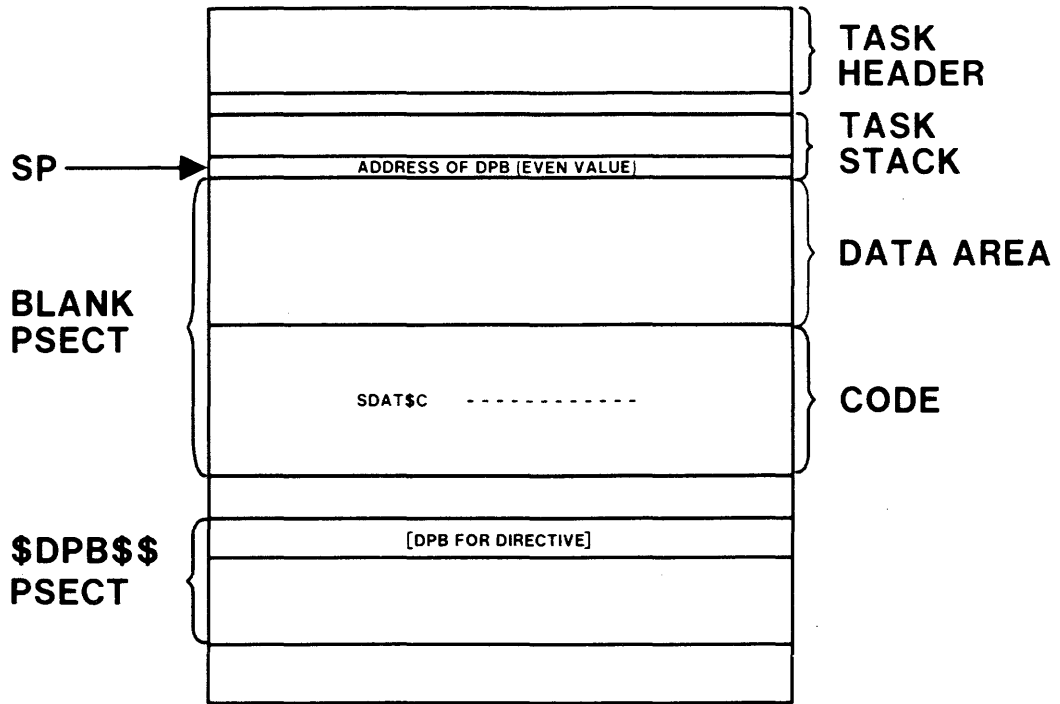 TASK
HEADER
TASK
STACK
SP
ADDRESS OF DPB (EVEN VALUE)
DATA AREA
BLANK
PSECT
SDAT$C - - - - - - - - - - - -
CODE
$DPB$$
PSECT
[DPB FOR DIRECTIVE]